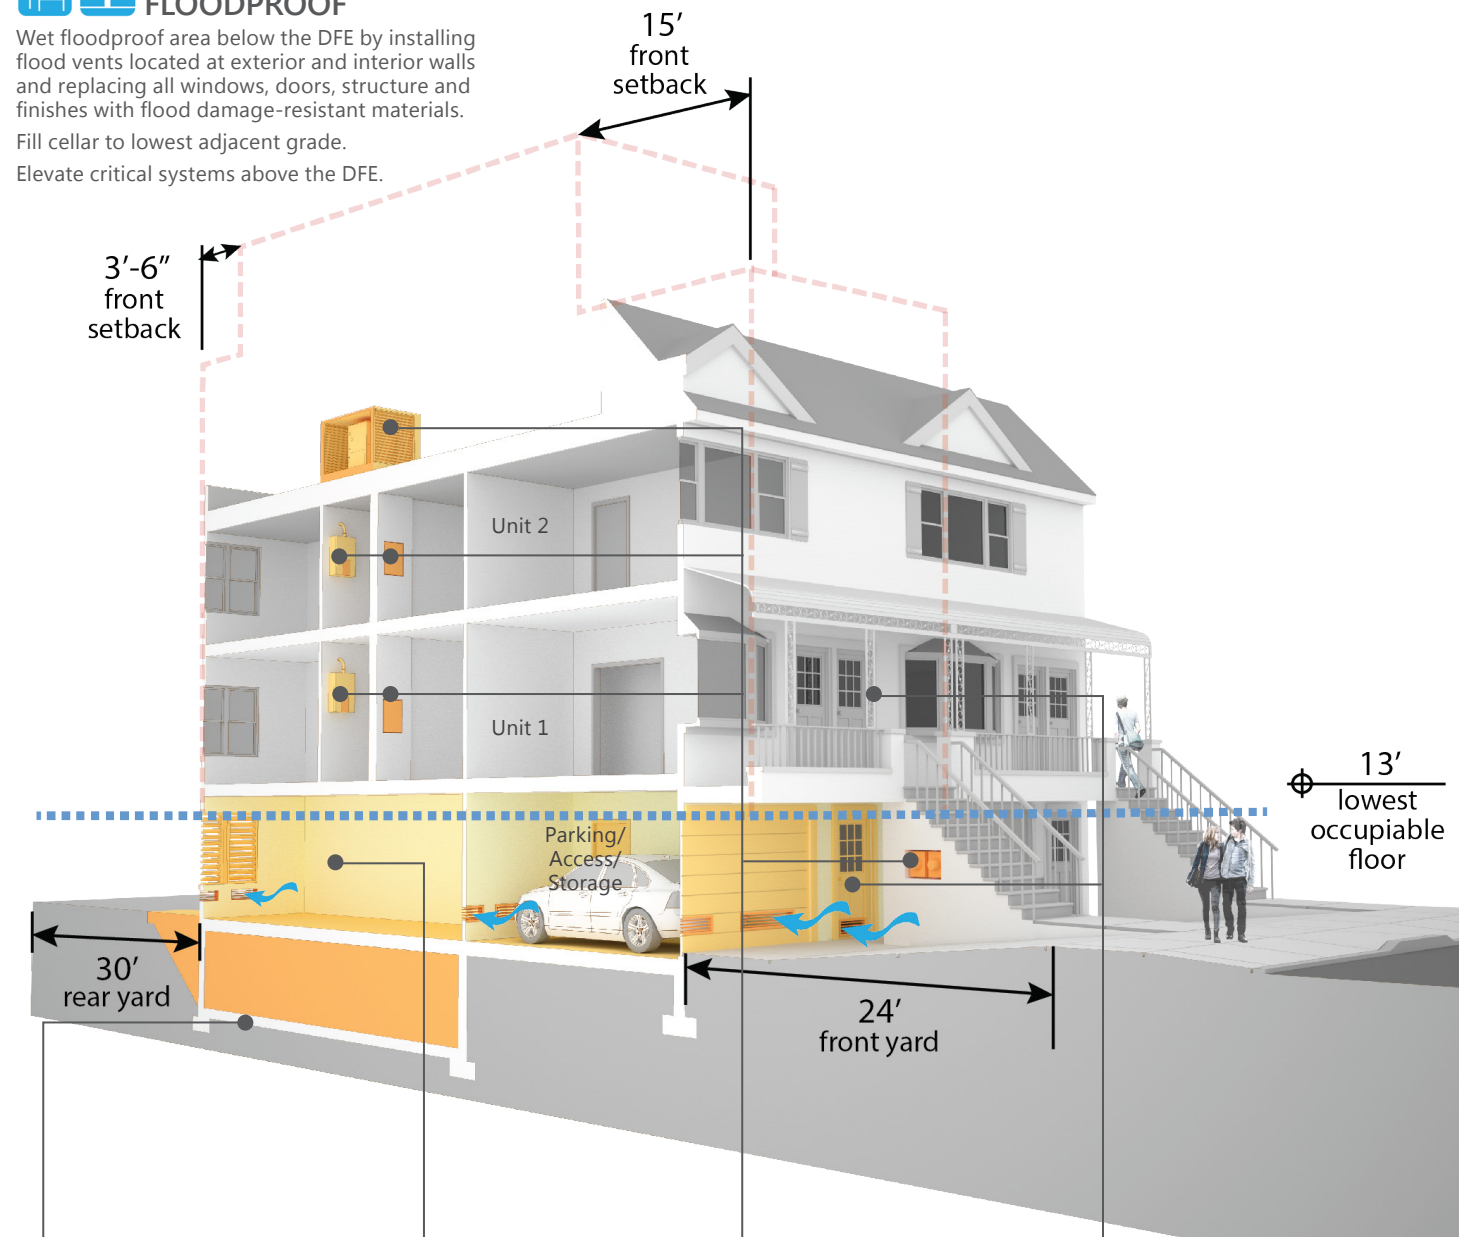 FLOODPROOF
Wet floodproof area below the DFE by installing
flood vents located at exterior and interior walls
and replacing all windows, doors, structure and
finishes with flood damage-resistant materials.
Fill cellar to lowest adjacent grade.
Elevate critical systems above the DFE.
15’
front
setback
3’-6”
front
setback
Unit 2
Unit 1
Parking/
Access/
Storage
13’
lowest
occupiable
floor
30’
rear yard
24’
front yard